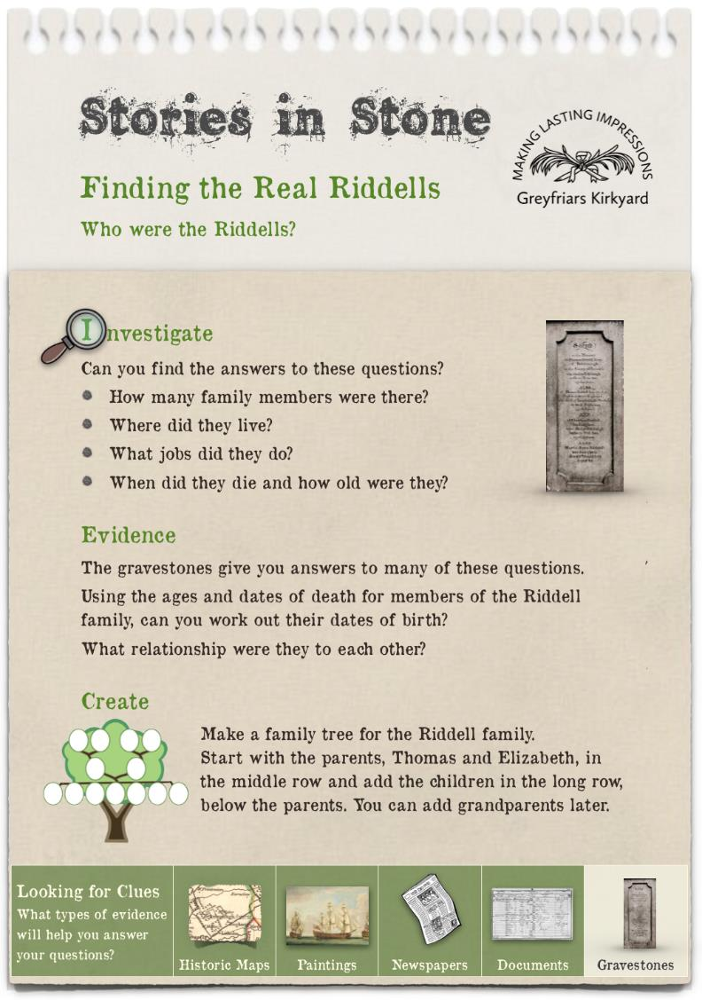 Stories in Stone
MAKING LASTING IMPRESSIONS
Greyfriars Kirkyard
Finding the Real Riddells
Who were the Riddells?
Investigate
Can you find the answers to these questions?
How many family members were there?
Where did they live?
What jobs did they do?
When did they die and how old were they?
Evidence
The gravestones give you answers to many of these questions.
Using the ages and dates of death for members of the Riddell
family, can you work out their dates of birth?
What relationship were they to each other?
Create
Make a family tree for the Riddell family.
Start with the parents, Thomas and Elizabeth, in
the middle row and add the children in the long row,
below the parents. You can add grandparents later.
Looking for Clues
What types of evidence
will help you answer
your questions?
Historic Maps
Paintings
Newspapers
Documents
Gravestones